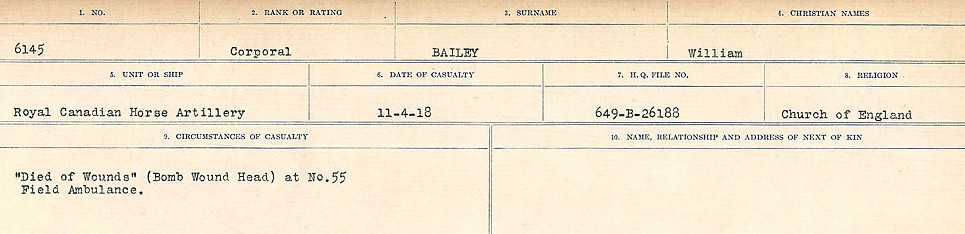 1. NO. 2. RANK OR RATING 3. SURNAME 4. CHRISTIAN NAMES
6145 Corporal BAILEY William
5. UNIT OR SHIP 6. DATE OF CASUALTY 7. H. Q. FILE NO. 8. RELIGION
Royal Canadian Horse Artillery 11-4-18 649-B-26188 Church of England
9. CIRCUMSTANCES OF CASUALTY 10. NAME, RELATIONSHIP AND ADDRESS OF NEXT OF KIN
"Died of Wounds" (Bomb Wound Head) at No.55
Field Ambulance.